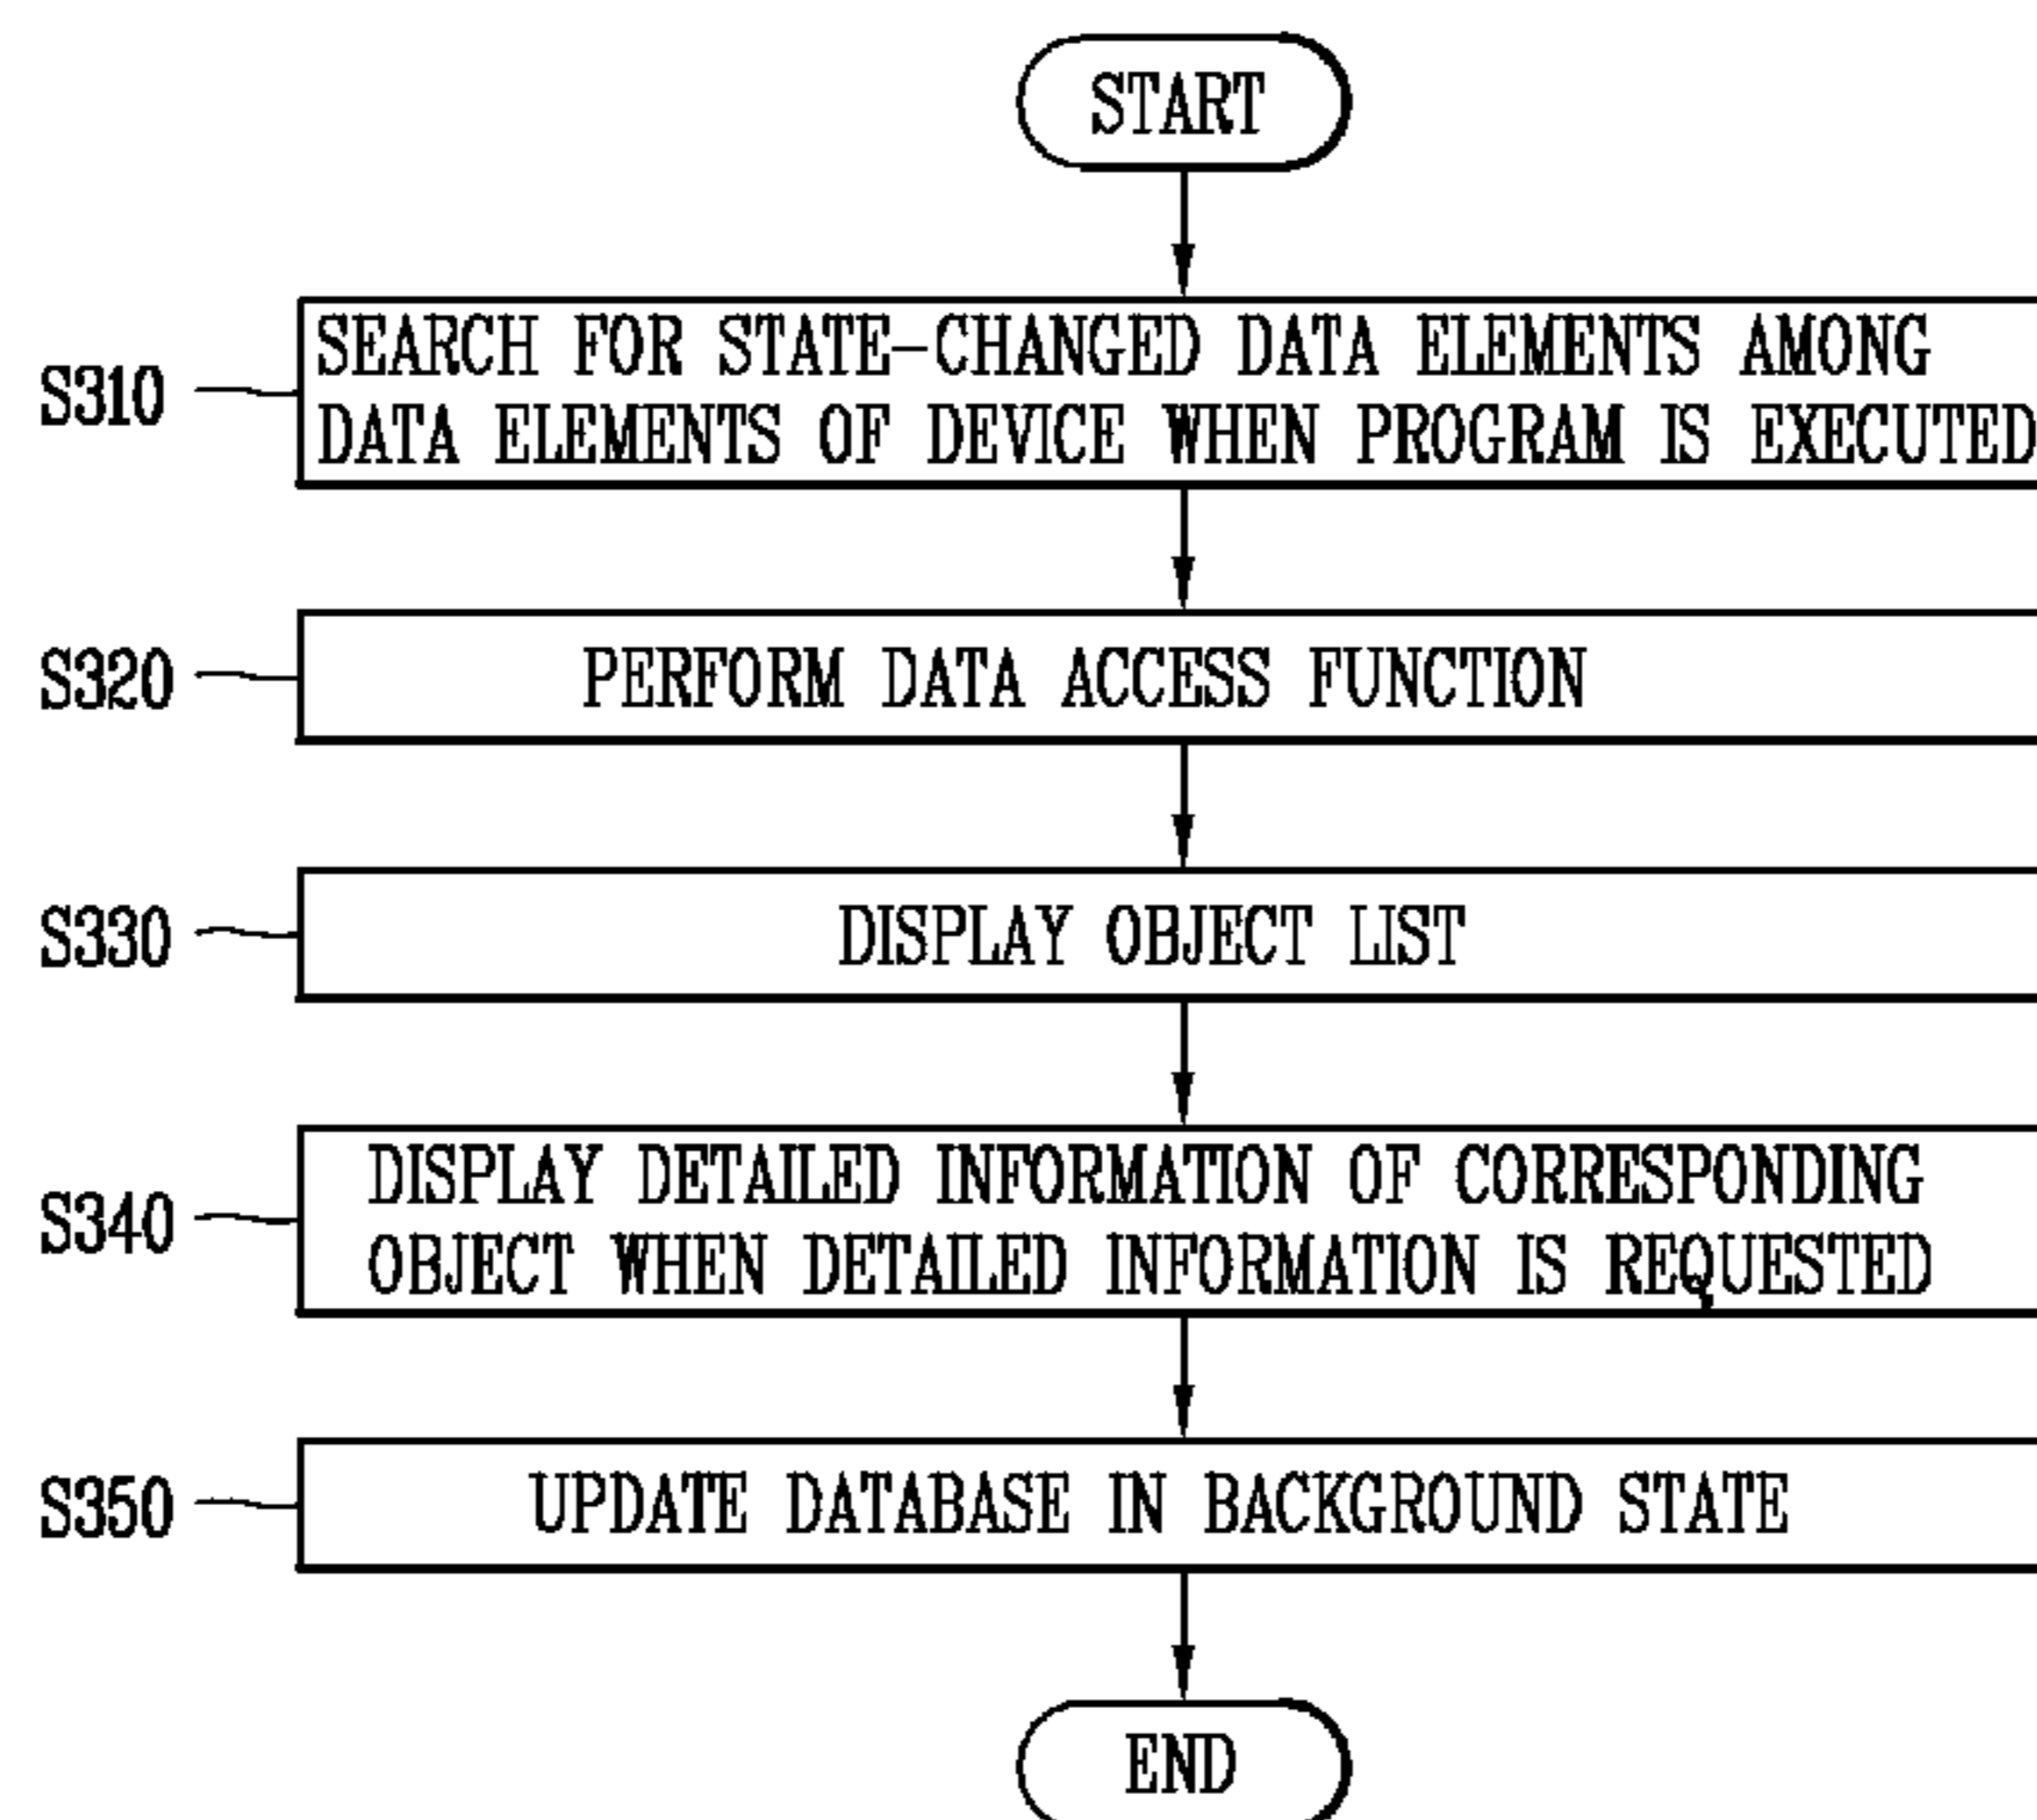 START
S310
SEARCH FOR STATE-CHANGED DATA ELEMENTS AMONG
DATA ELEMENTS OF DEVICE WHEN PROGRAM IS EXECUTED
S320
PERFORM DATA ACCESS FUNCTION
S330
DISPLAY OBJECT LIST
S340
DISPLAY DETAILED INFORMATION OF CORRESPONDING
OBJECT WHEN DETAILED INFORMATION IS REQUESTED
S350
UPDATE DATABASE IN BACKGROUND STATE
END